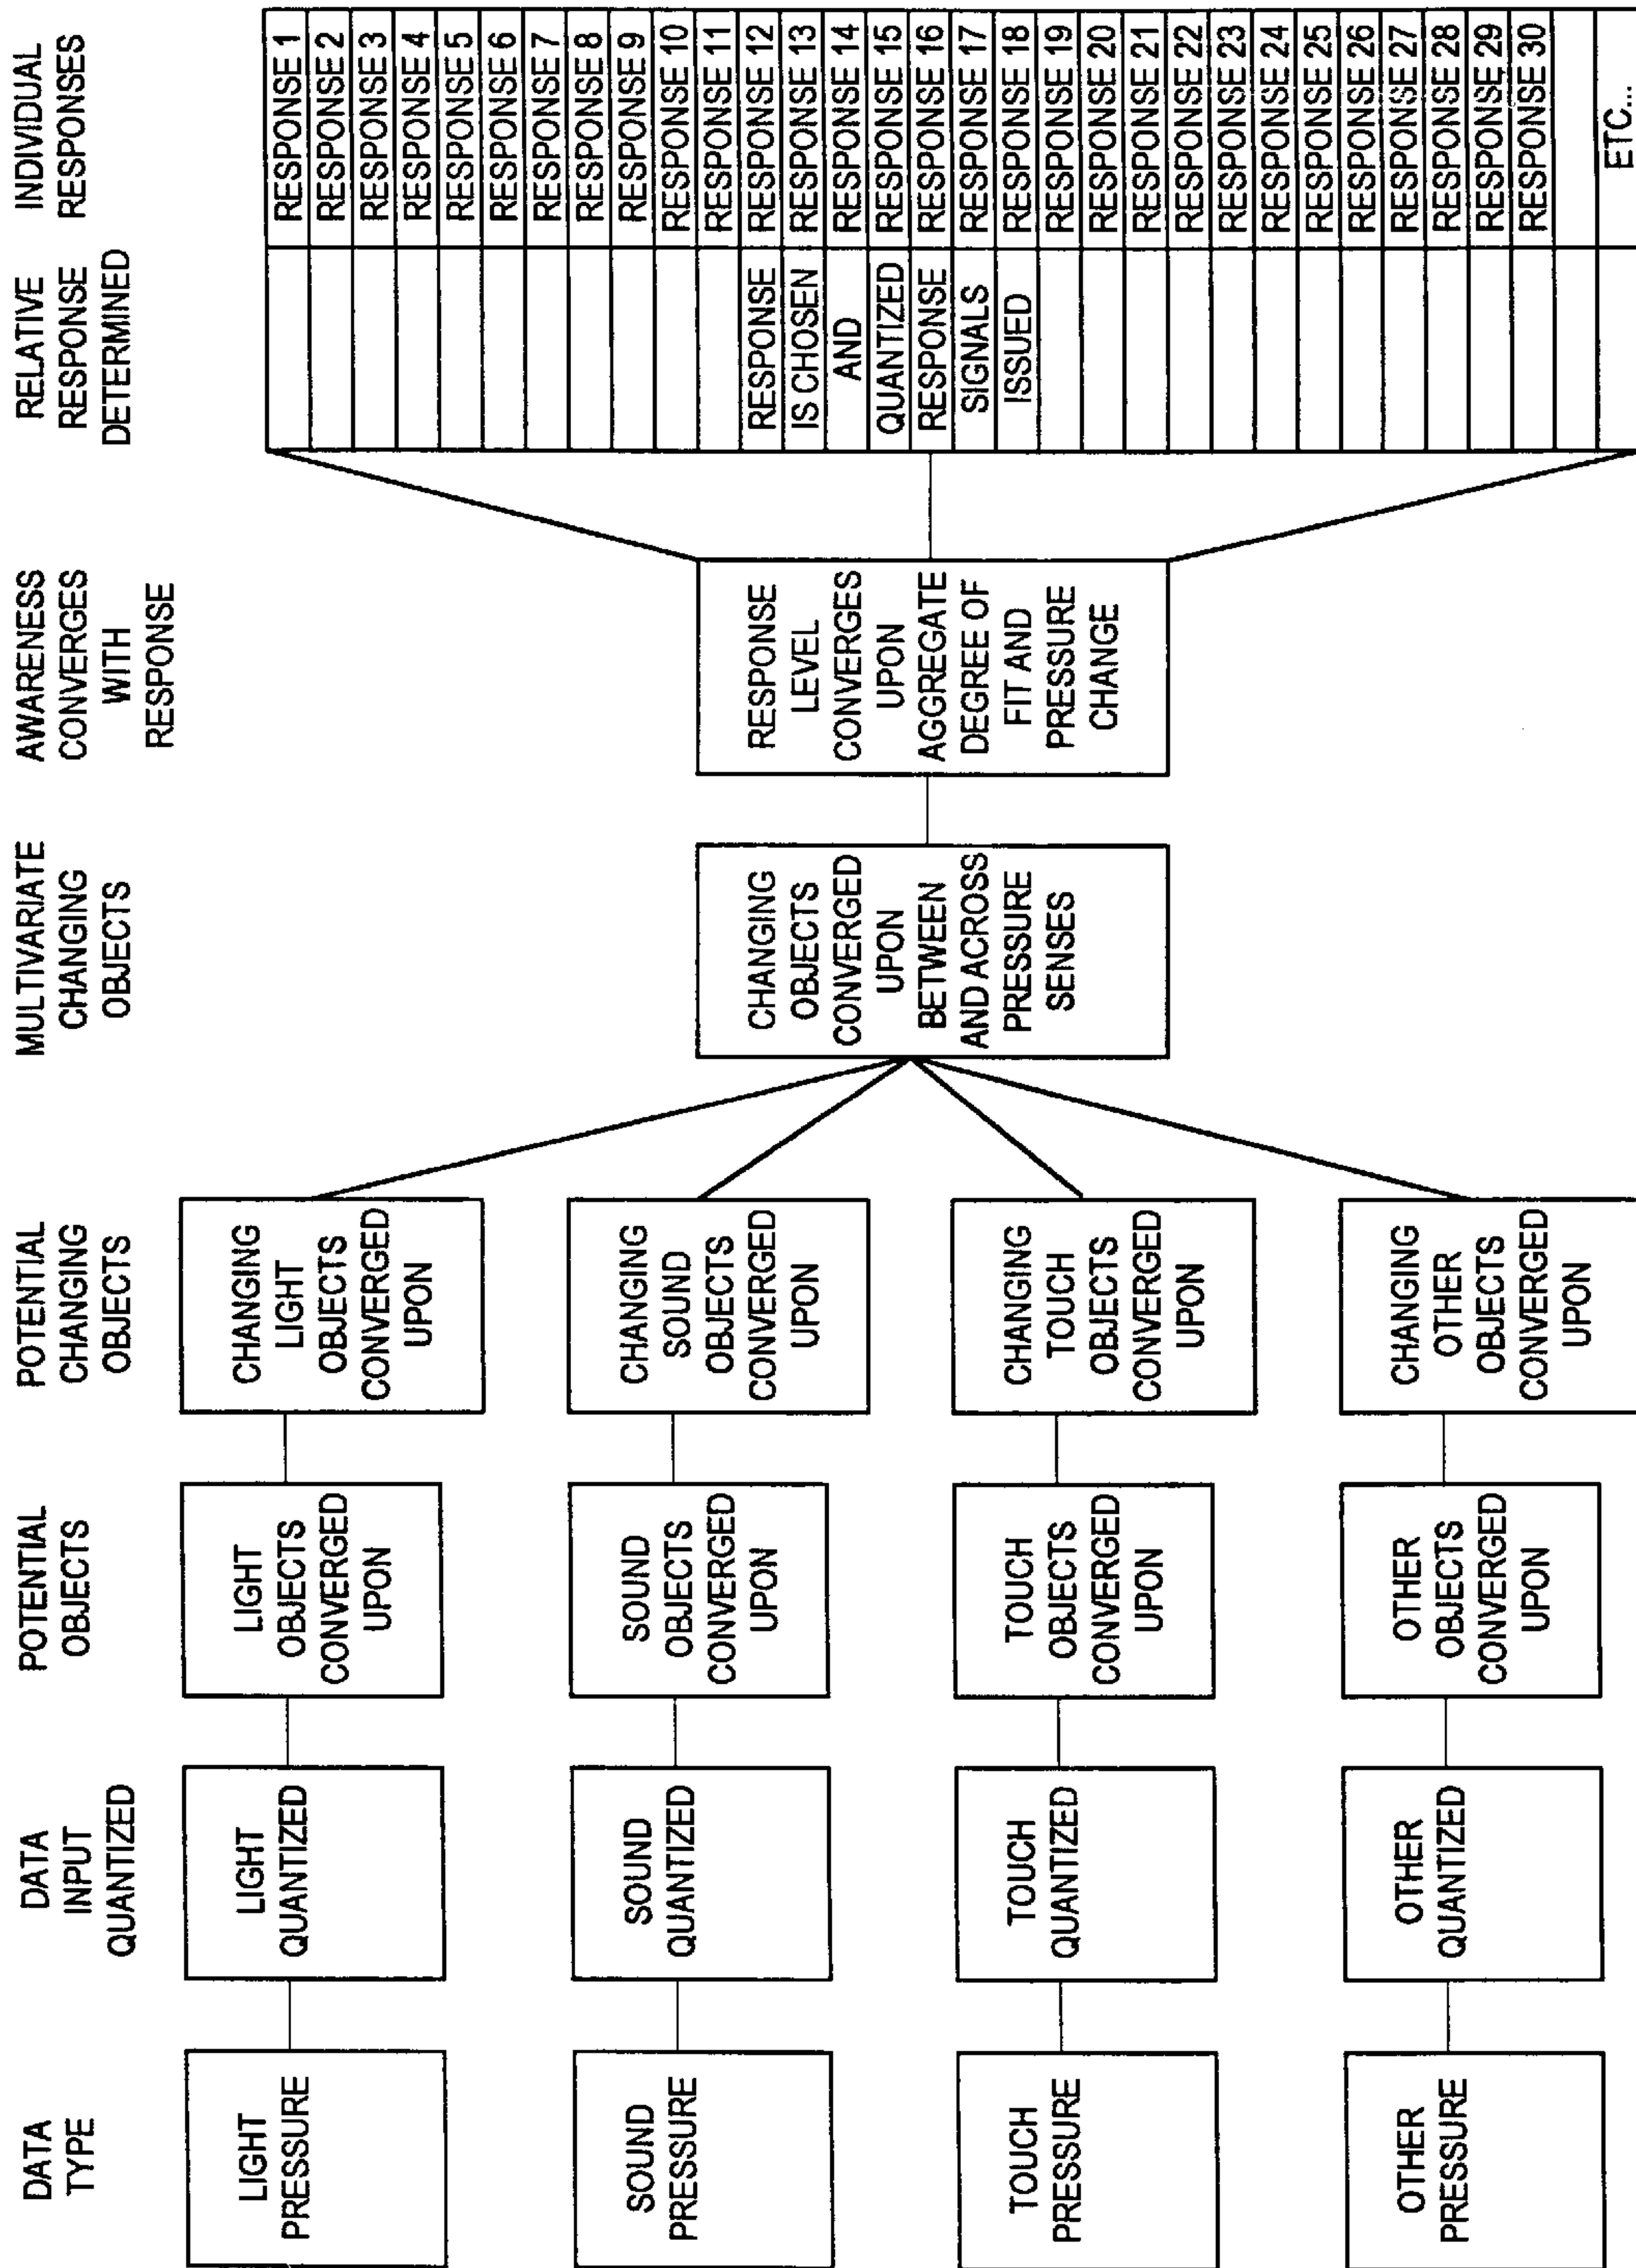 DATA
TYPE
DATA
INPUT
QUANTIZED
POTENTIAL
OBJECTS
POTENTIAL
CHANGING
OBJECTS
MULTIVARIATE
CHANGING
OBJECTS
AWARENESS
CONVERGES
WITH
RESPONSE
RELATIVE
RESPONSE
DETERMINED
INDIVIDUAL
RESPONSES
LIGHT
PRESSURE
LIGHT
QUANTIZED
LIGHT
OBJECTS
CONVERGED
UPON
CHANGING
LIGHT
OBJECTS
CONVERGED
UPON
SOUND
PRESSURE
SOUND
QUANTIZED
SOUND
OBJECTS
CONVERGED
UPON
CHANGING
SOUND
OBJECTS
CONVERGED
UPON
TOUCH
PRESSURE
TOUCH
QUANTIZED
TOUCH
OBJECTS
CONVERGED
UPON
CHANGING
TOUCH
OBJECTS
CONVERGED
UPON
OTHER
PRESSURE
OTHER
QUANTIZED
OTHER
OBJECTS
CONVERGED
UPON
CHANGING
OTHER
OBJECTS
CONVERGED
UPON
CHANGING
OBJECTS
CONVERGED
UPON
BETWEEN
AND ACROSS
PRESSURE
SENSES
RESPONSE
LEVEL
CONVERGES
UPON
AGGREGATE
DEGREE OF
FIT AND
PRESSURE
CHANGE
RESPONSE 1
RESPONSE 2
RESPONSE 3
RESPONSE 4
RESPONSE 5
RESPONSE 6
RESPONSE 7
RESPONSE 8
RESPONSE 9
RESPONSE 10
RESPONSE 11
RESPONSE RESPONSE 12
IS CHOSEN RESPONSE 13
AND RESPONSE 14
QUANTIZED RESPONSE 15
RESPONSE RESPONSE 16
SIGNALS RESPONSE 17
ISSUED RESPONSE 18
RESPONSE 19
RESPONSE 20
RESPONSE 21
RESPONSE 22
RESPONSE 23
RESPONSE 24
RESPONSE 25
RESPONSE 26
RESPONSE 27
RESPONSE 28
RESPONSE 29
RESPONSE 30
ETC...